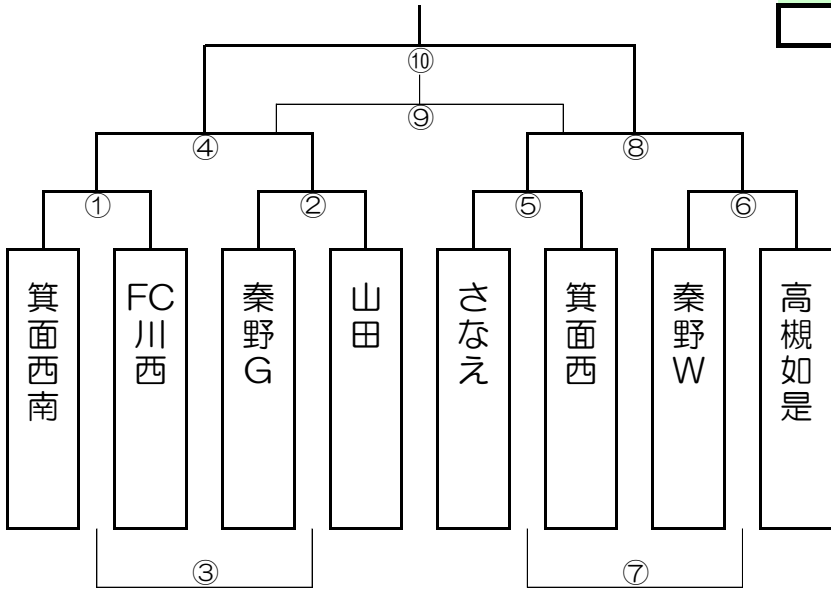 ⑩
⑨
④
⑧
①
②
⑤
⑥
箕面西南
FC川西
秦野G
山田
さなえ
箕面西
秦野W
高槻如是
③
⑦